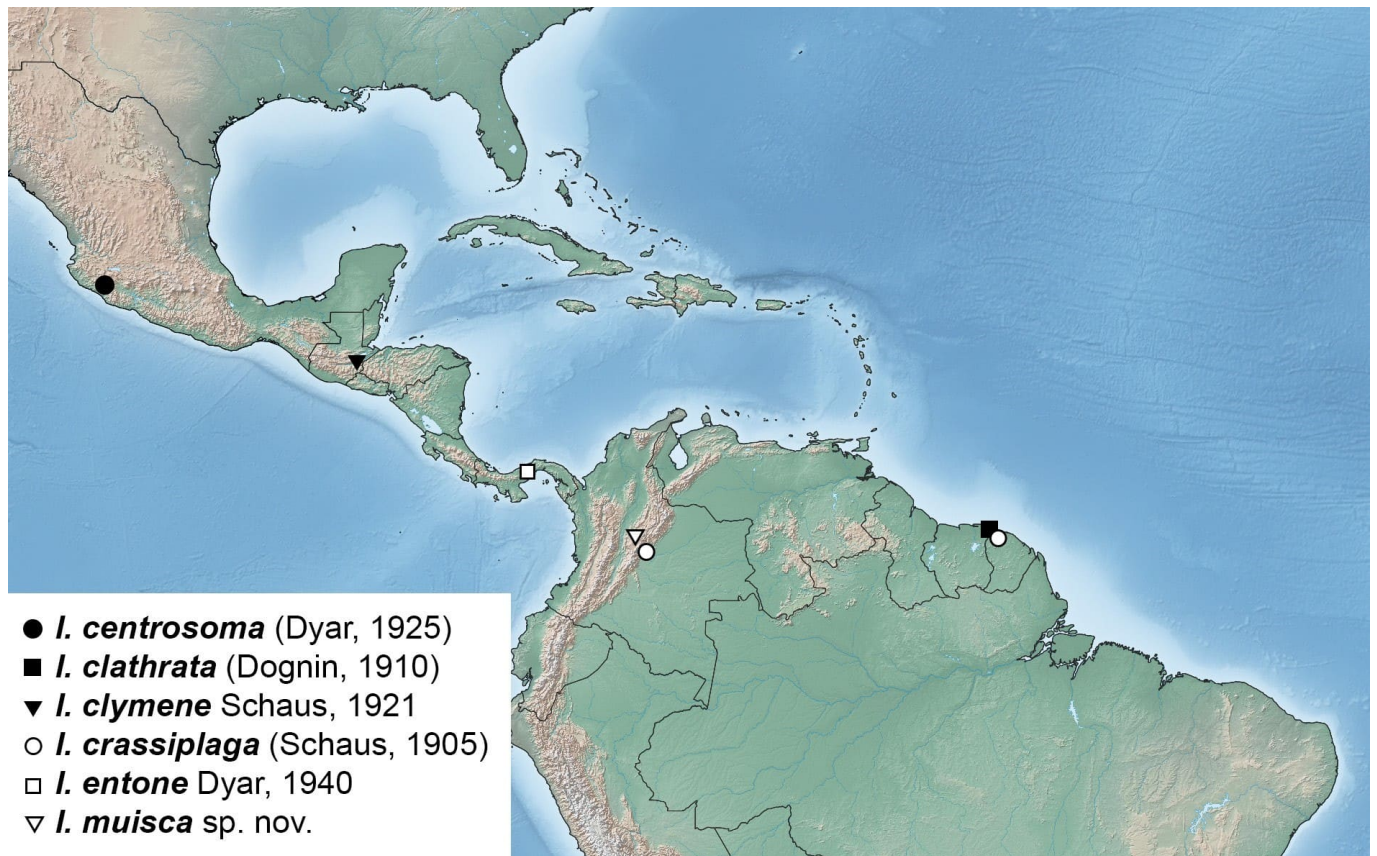 I. centrosoma (Dyar, 1925)
I. clathrata (Dognin, 1910)
I. clymene Schaus, 1921
I. crassiplaga (Schaus, 1905)
I. entone Dyar, 1940
I. muisca sp. nov.